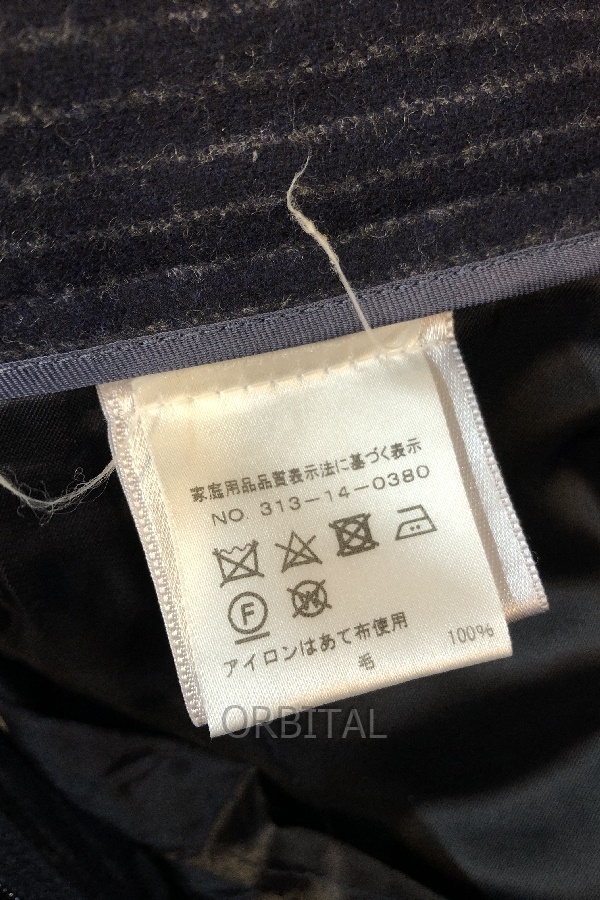 家庭用品品質表示法に基づく表示
NO. 313-14-0380
F
W
アイロンはあて布使用
毛 100%
ORBITAL